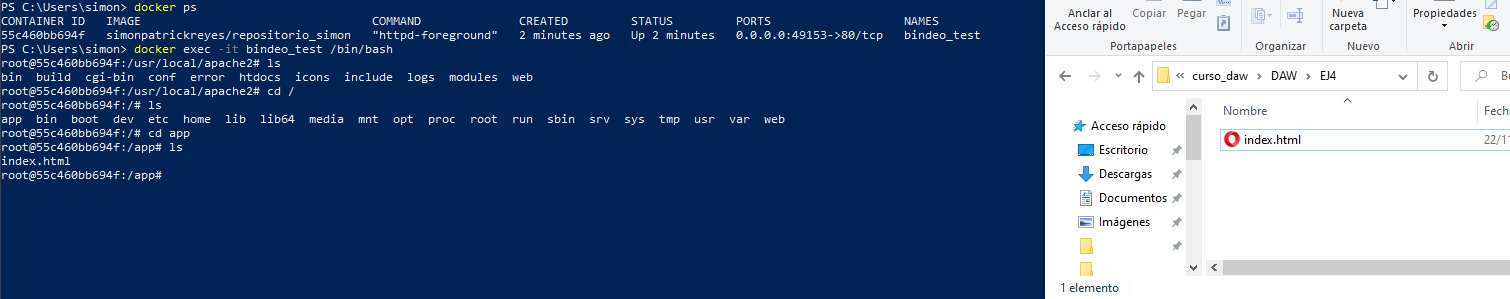 PS C:\Users\simon> docker ps
CONTAINER ID   IMAGE                              COMMAND              CREATED         STATUS         PORTS                   NAMES
55c460bb694f   simonpatrickreyes/repositorio_simon   "httpd-foreground"   2 minutes ago   Up 2 minutes   0.0.0.0:49153->80/tcp   bindeo_test
PS C:\Users\simon> docker exec -it bindeo_test /bin/bash
root@55c460bb694f:/usr/local/apache2# ls
bin  build  cgi-bin  conf  error  htdocs  icons  include  logs  modules  web
root@55c460bb694f:/usr/local/apache2# cd /
root@55c460bb694f:/# ls
app  bin  boot  dev  etc  home  lib  lib64  media  mnt  opt  proc  root  run  sbin  srv  sys  tmp  usr  var  web
root@55c460bb694f:/# cd app
root@55c460bb694f:/app# ls
index.html
root@55c460bb694f:/app#
Anclar al
Acceso rápido
Copiar
Pegar
Nueva
carpeta
Propiedades
Portapapeles
Organizar
Nuevo
Abrir
« curso_daw > DAW > EJ4
Nombre
Acceso rápido
Escritorio
Descargas
Documentos
Imágenes
index.html
1 elemento